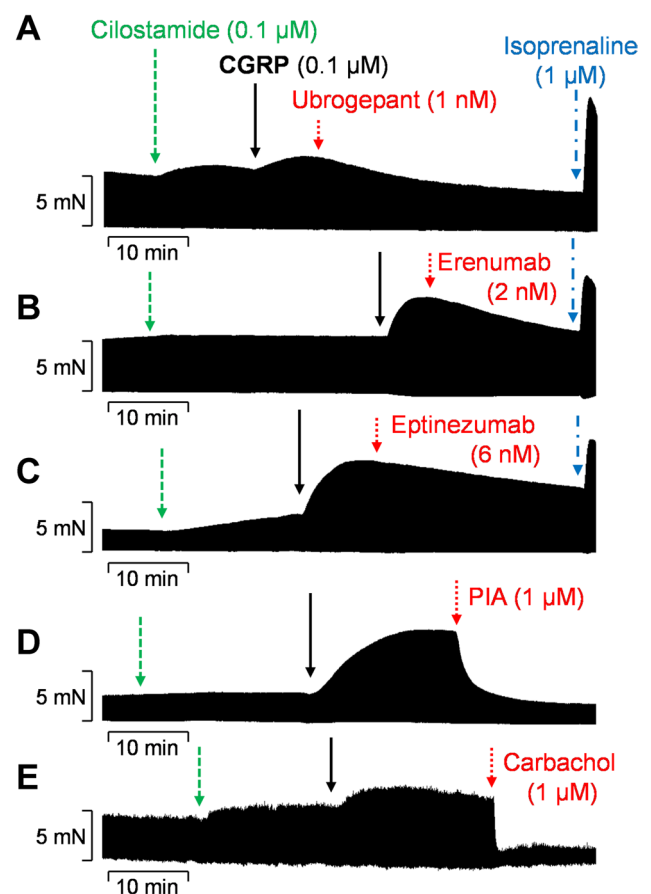 A
Cilostamide (0.1 µM)
CGRP (0.1 µM)
Ubrogepant (1 nM)
Isoprenaline
(1 µM)
5 mN
10 min
B
Erenumab
(2 nM)
5 mN
10 min
C
Eptinezumab
(6 nM)
5 mN
10 min
D
PIA (1 µM)
5 mN
10 min
E
Carbachol
(1 µM)
5 mN
10 min